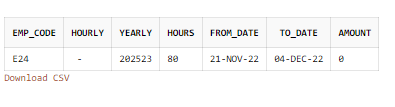 EMP_CODE HOURLY YEARLY HOURS FROM_DATE TO_DATE AMOUNT
E24 - 202523 80 21-NOV-22 04-DEC-22 0
Download CSV